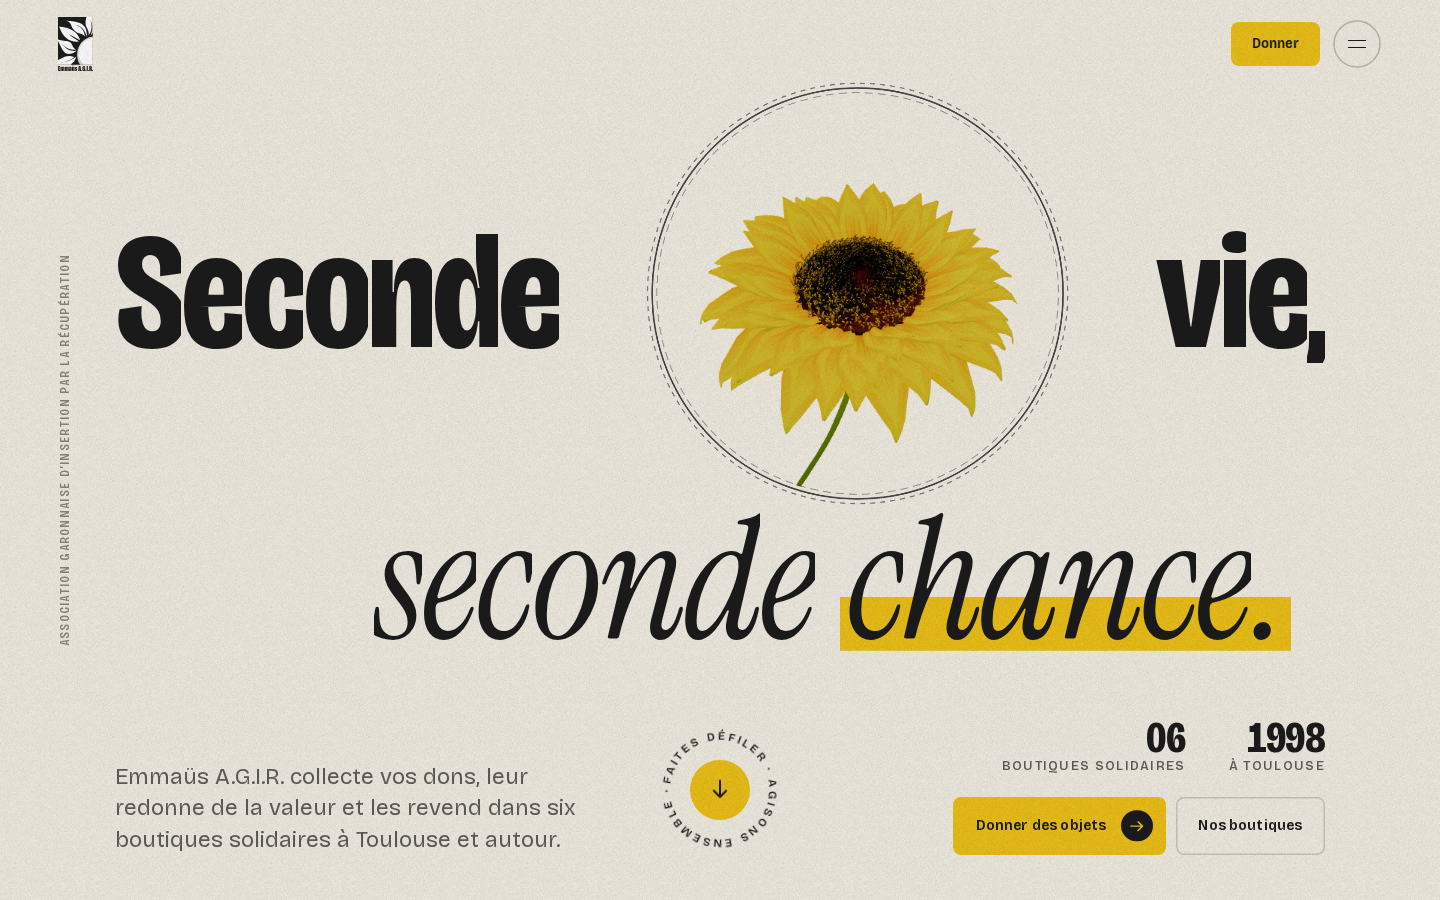 Emmaüs A.G.I.R.
Donner
Seconde
vie,
ASSOCIATION GARONNAISE D'INSERTION PAR LA RÉCUPÉRATION
seconde chance.
Emmaüs A.G.I.R. collecte vos dons, leur
redonne de la valeur et les revend dans six
boutiques solidaires à Toulouse et autour.
FAITES DÉFILER · AGISONS ENSEMBLE ·
06
BOUTIQUES SOLIDAIRES
1998
À TOULOUSE
Donner des objets
Nos boutiques